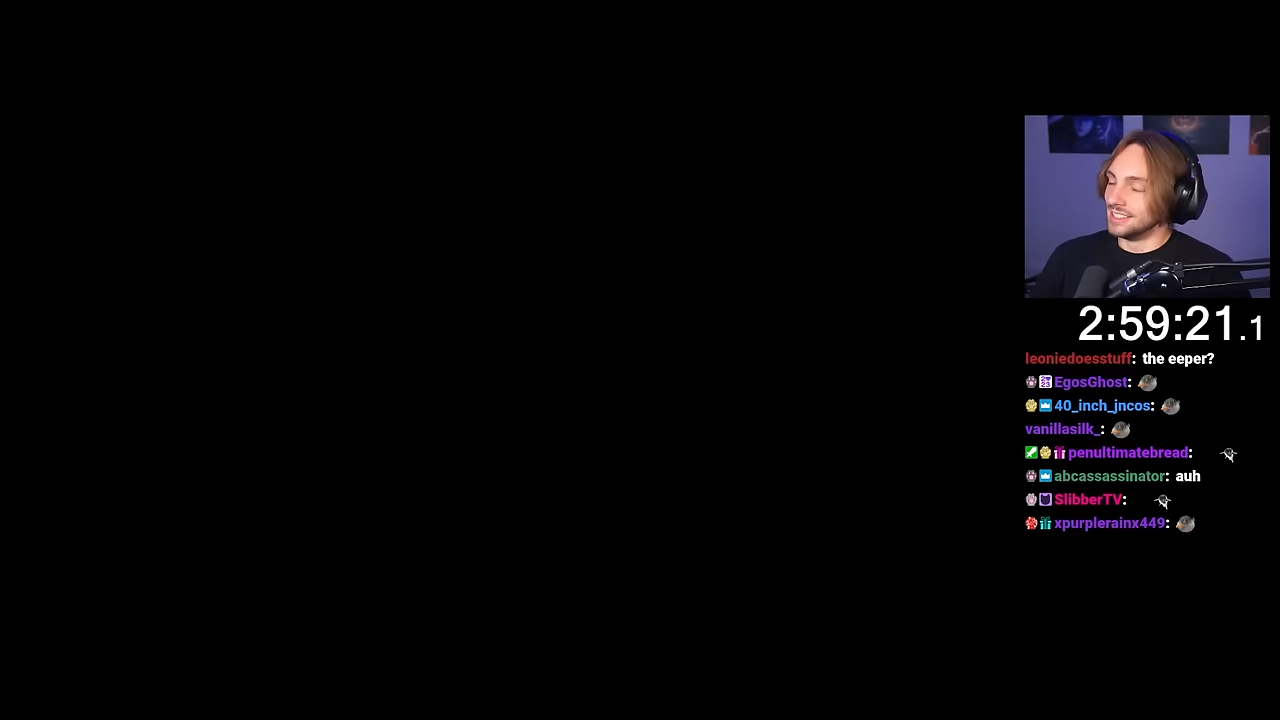 2:59:21.1
leoniedoesstuff: the eeper?
EgosGhost:
40_inch_jncos:
vanillasilk_:
penultimatebread:
abcassassinator: auh
SlibberTV:
xpurplerainx449: